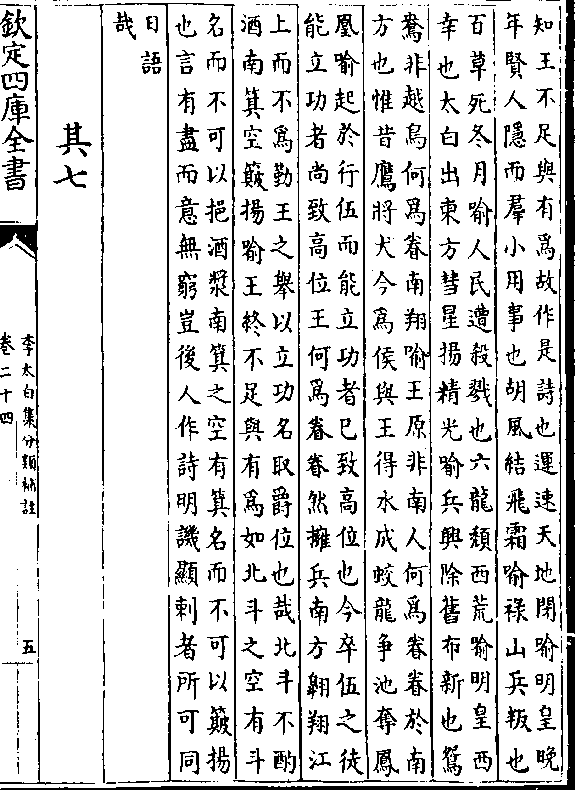 知王不足與有為故作是詩也運速天地閉喻明皇晚
年賢人隱而羣小用事也胡風結飛霜喻祿山兵叛也
百草死冬月喻人民遭殺戮也六龍頹西荒喻明皇西
幸也太白出東方彗星揚精光喻兵興除舊布新也鴛
鴦非越鳥何為眷南翔喻王原非南人何為眷眷於南
方也惟昔鷹將犬今為侯與王得水成蛟龍爭池奪鳳
凰喻起於行伍而能立功者已致高位也今卒伍之徒
能立功者尚致高位王何為眷眷然擁兵南方翺翔江
上而不為勤王之舉以立功名取爵位也哉北斗不酌
酒南箕空簸揚喻王終不足與有為如北斗之空有斗
名而不可以挹酒漿南箕之空有箕名而不可以簸揚
也言有盡而意無窮豈後人作詩明譏顯刺者所可同
日語
哉
其七
欽定四庫全書
李太白集分類補註
卷二十四
五